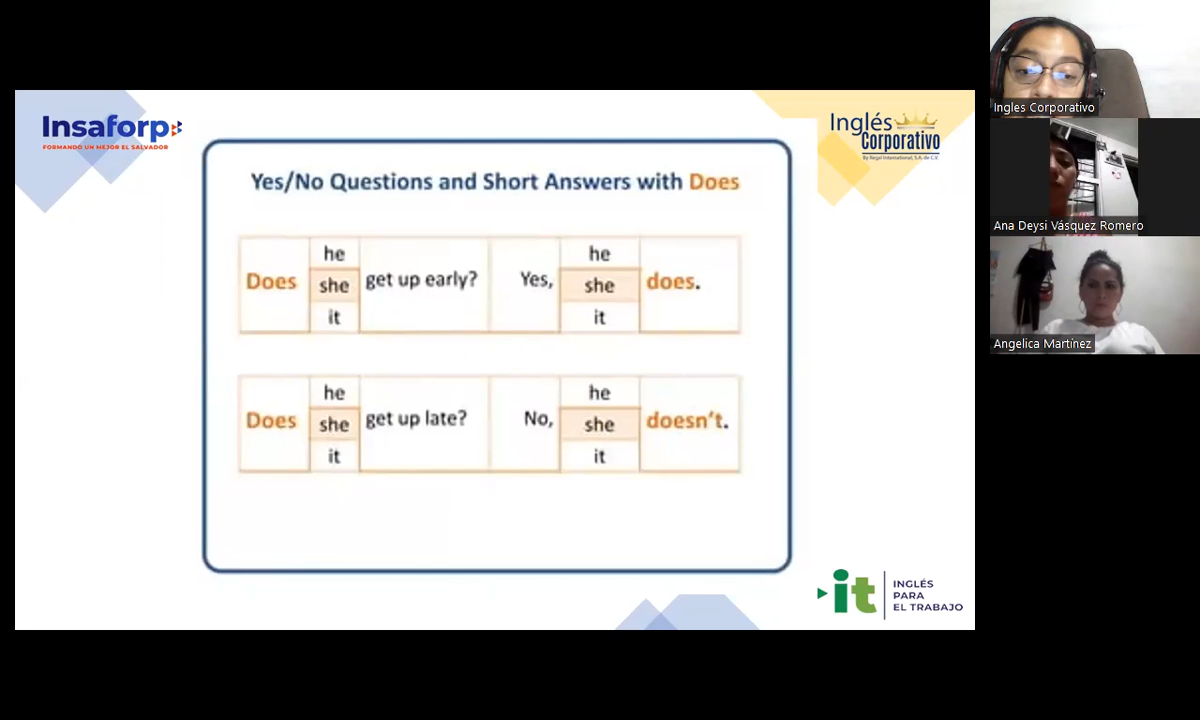 Insaforp
FORMANDO UN MEJOR EL SALVADOR
Inglés
Corporativo
By Regal International, S.A. de C.V.
Yes/No Questions and Short Answers with Does
he he
Does she get up early? Yes, she does.
it it
he he
Does she get up late? No, she doesn't.
it it
it
INGLÉS
PARA
EL TRABAJO
Ingles Corporativo
Ana Deysi Vásquez Romero
Angelica Martínez